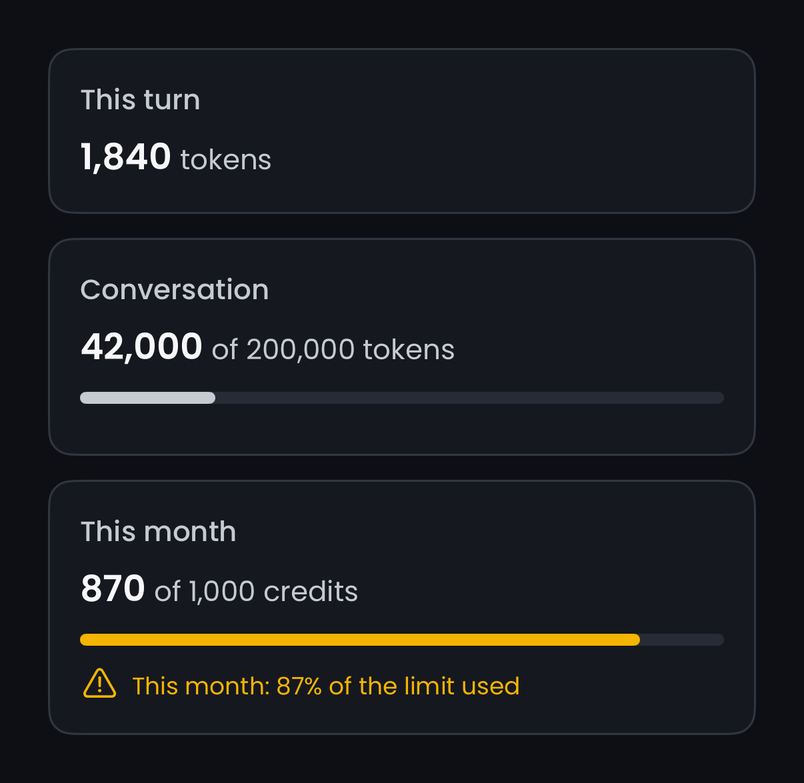 This turn
1,840 tokens
Conversation
42,000 of 200,000 tokens
This month
870 of 1,000 credits
This month: 87% of the limit used